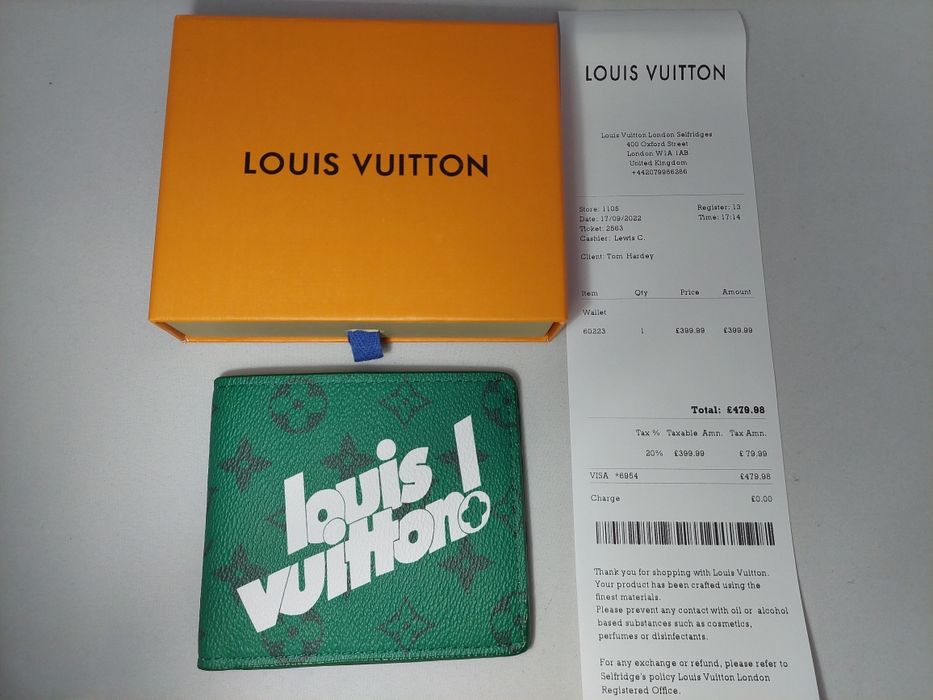 LOUIS VUITTON
louis
vuitton!
LOUIS VUITTON
Louis Vuitton London Selfridges
400 Oxford Street
London W1A 1AB
United Kingdom
+442079986286
Store: 1105 Register: 13
Date: 17/09/2022 Time: 17:14
Ticket: 2563
Cashier: Lewis C.
Client: Tom Hardey
Item Qty Price Amount
Wallet
60223 1 £399.99 £399.99
Total: £479.98
Tax % Taxable Amn. Tax Amn.
20% £399.99 £ 79.99
VISA *6954 £479.98
Charge £0.00
Thank you for shopping with Louis Vuitton.
Your product has been crafted using the
finest materials.
Please prevent any contact with oil or alcohol
based substances such as cosmetics,
perfumes or disinfectants.
For any exchange or refund, please refer to
Selfridge's policy Louis Vuitton London
Registered Office.